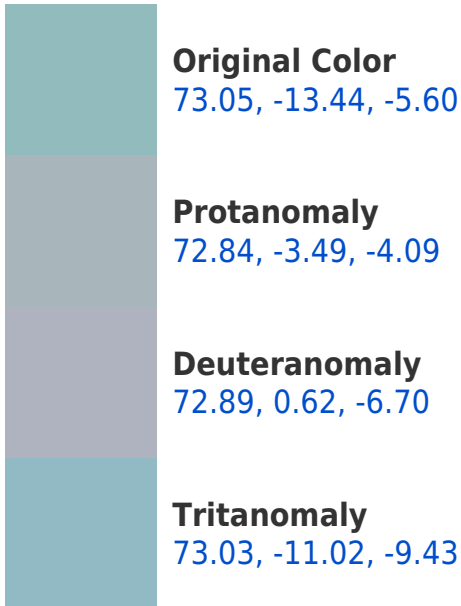 Original Color
73.05, -13.44, -5.60
Protanomaly
72.84, -3.49, -4.09
Deuteranomaly
72.89, 0.62, -6.70
Tritanomaly
73.03, -11.02, -9.43